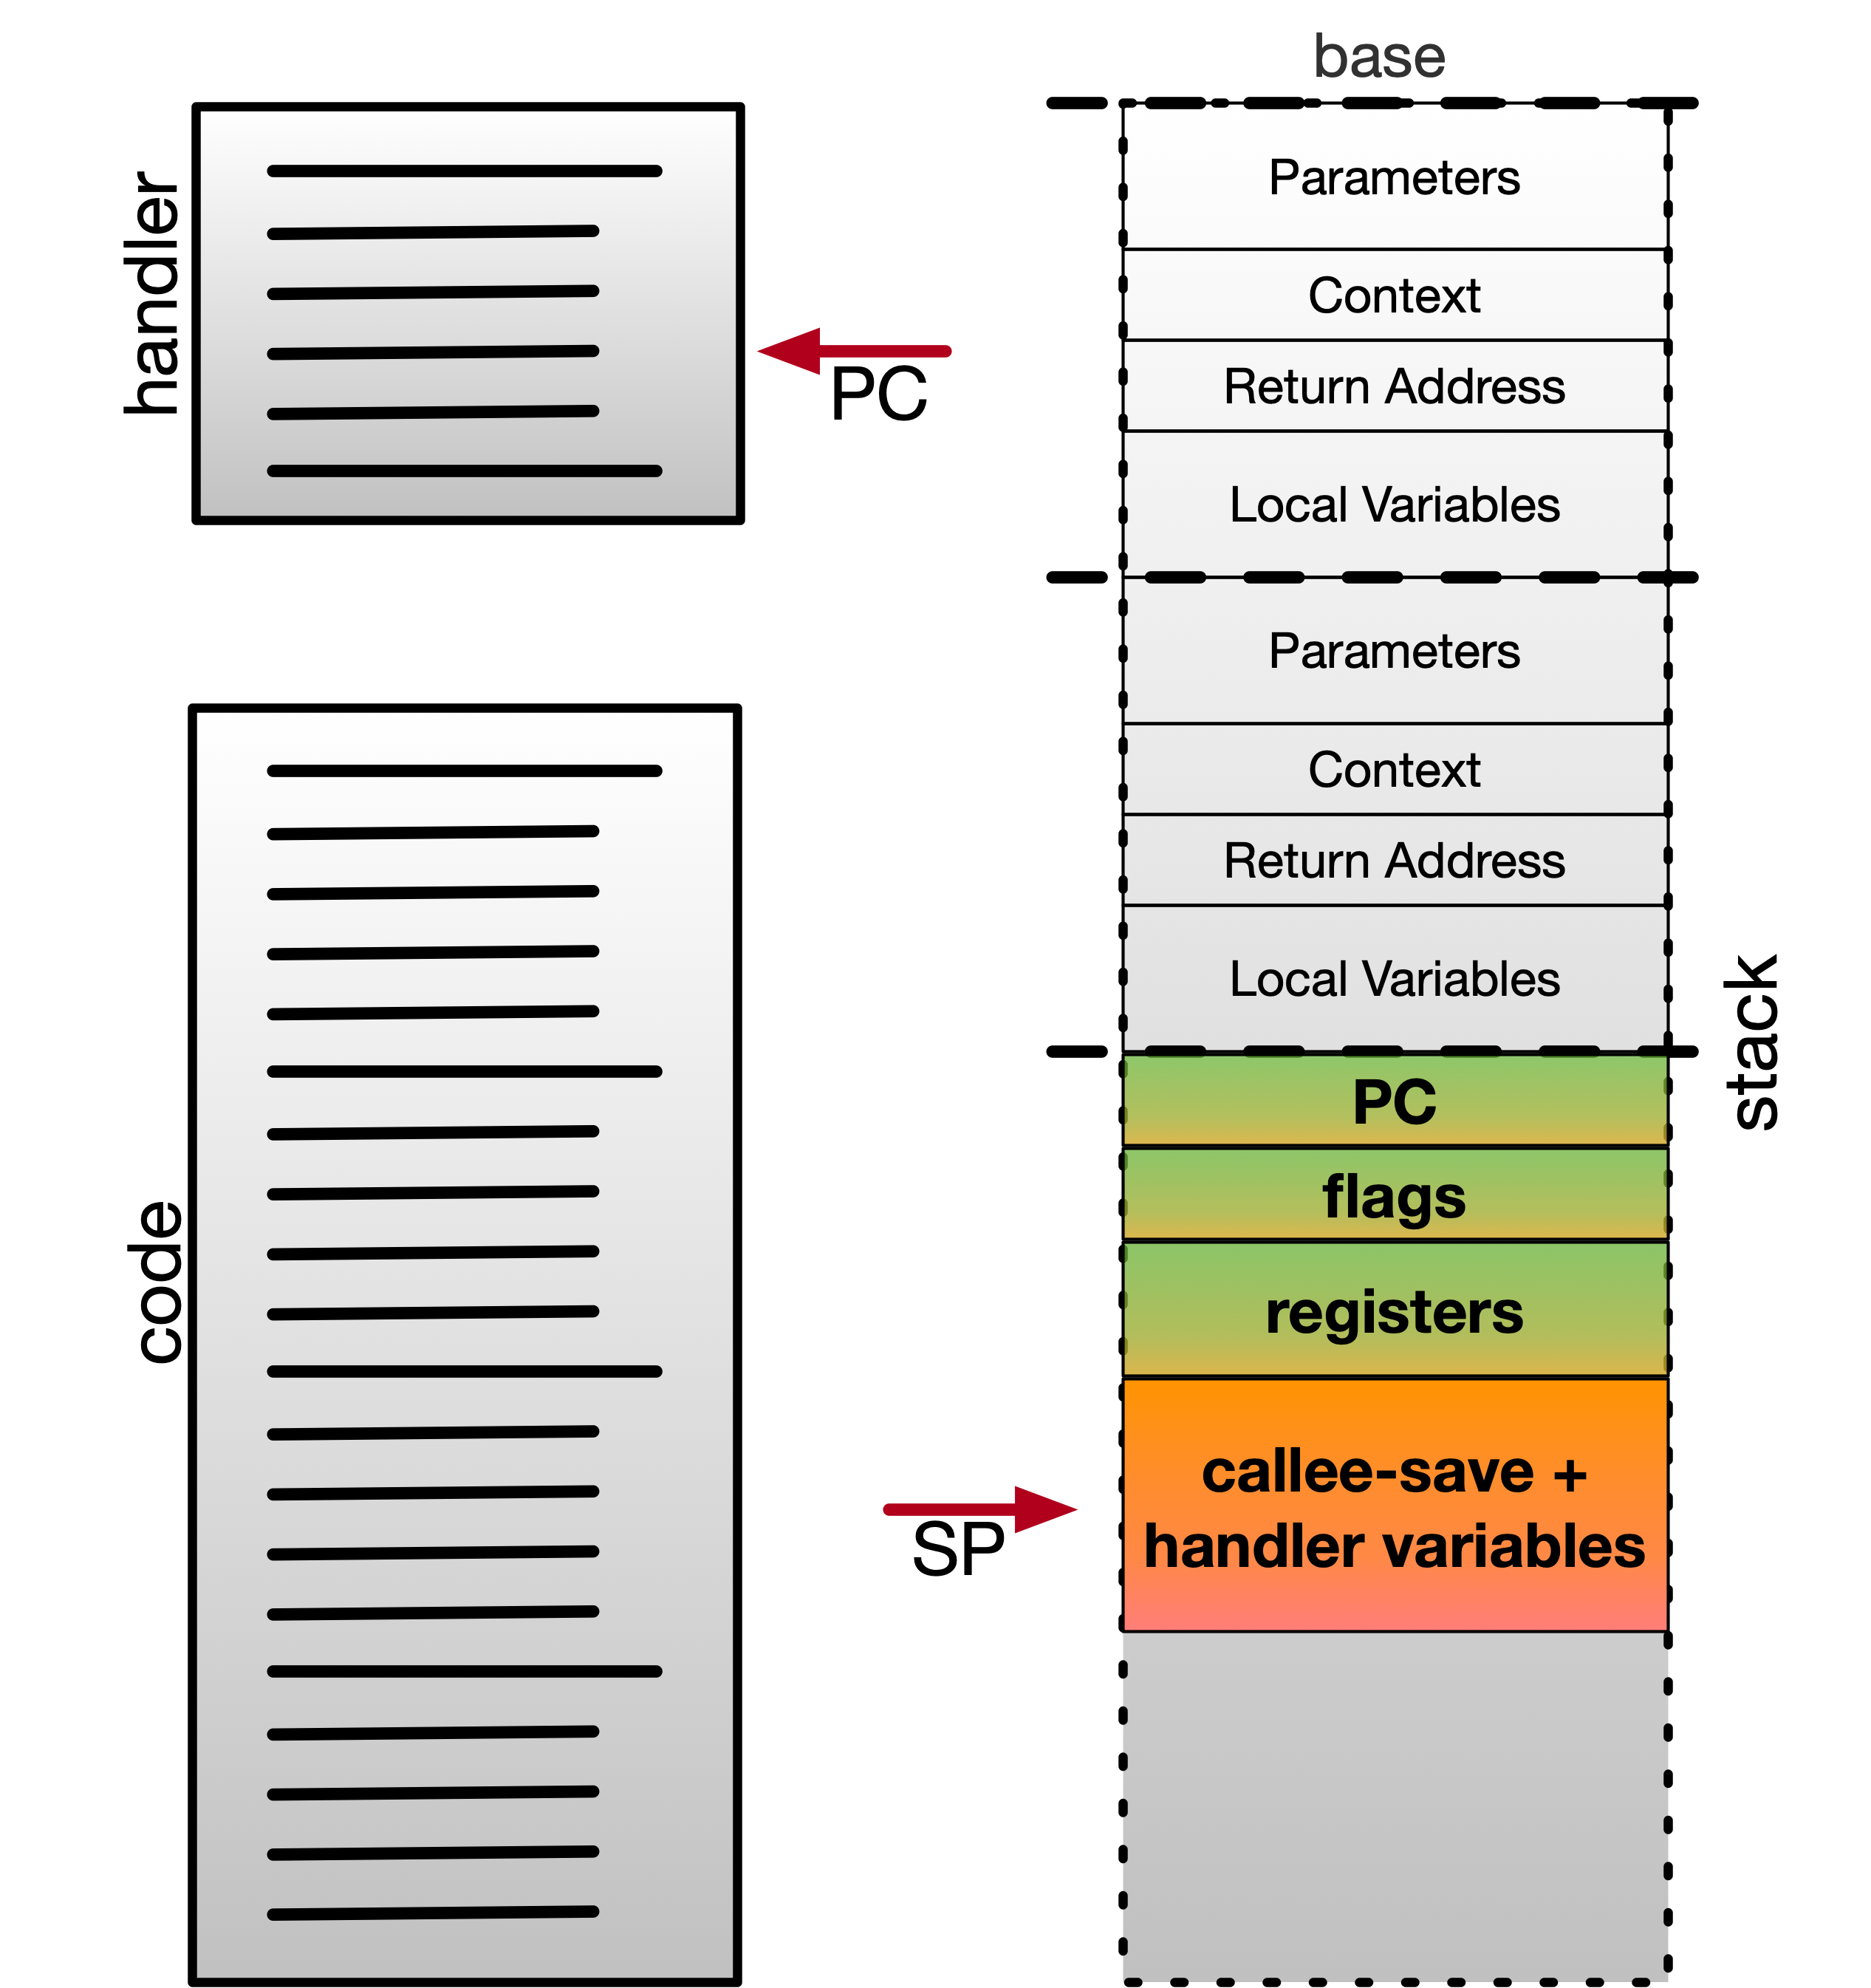 handler
PC
code
SP
base
Parameters
Context
Return Address
Local Variables
Parameters
Context
Return Address
Local Variables
PC
flags
registers
callee-save +
handler variables
stack